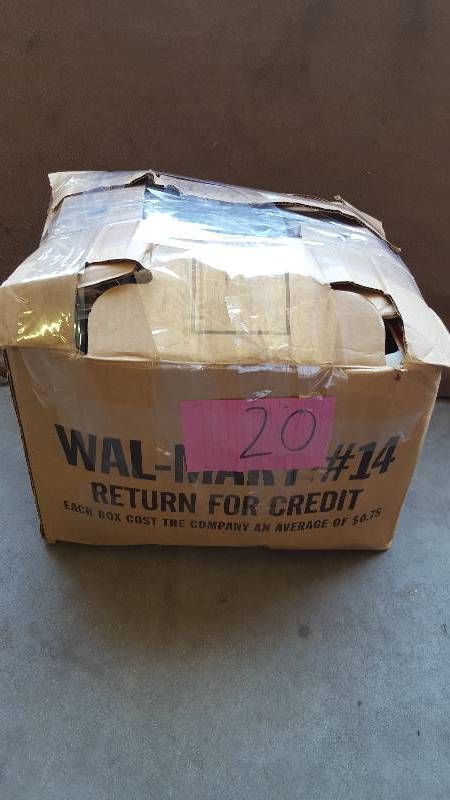 20
WAL-MART #14
RETURN FOR CREDIT
EACH BOX COST THE COMPANY AN AVERAGE OF $0.75